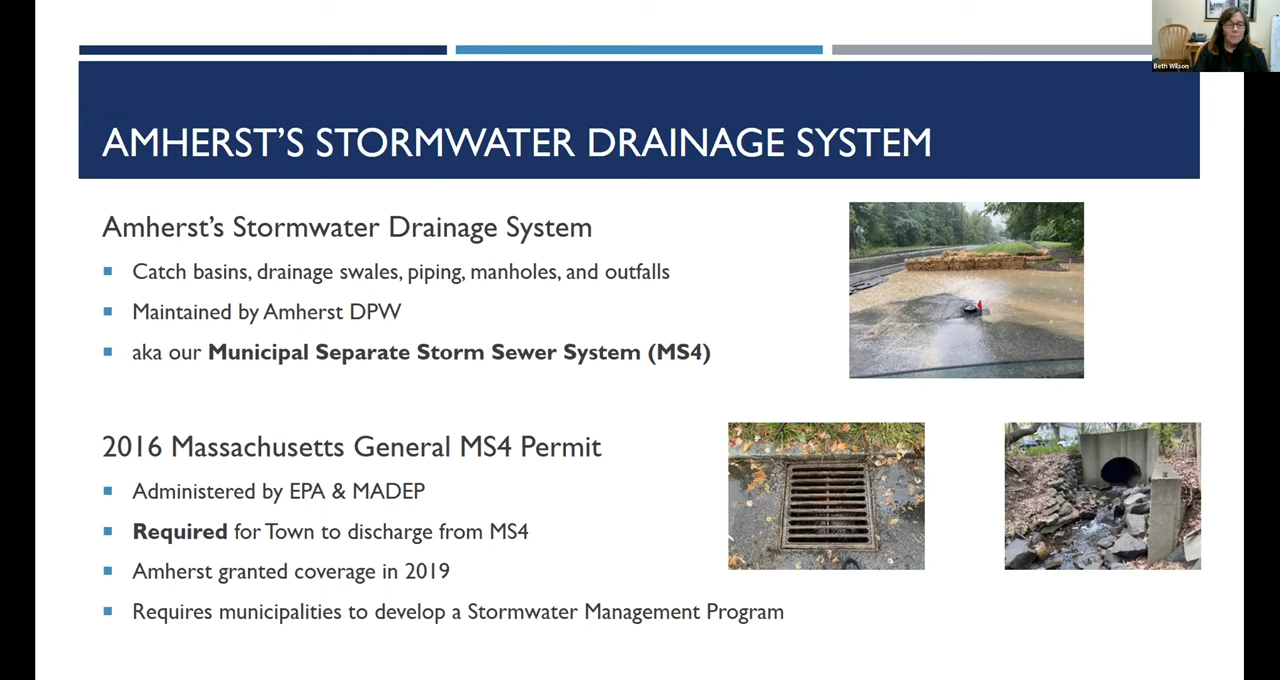 Beth Wilson
AMHERST'S STORMWATER DRAINAGE SYSTEM
Amherst's Stormwater Drainage System
Catch basins, drainage swales, piping, manholes, and outfalls
Maintained by Amherst DPW
aka our Municipal Separate Storm Sewer System (MS4)
2016 Massachusetts General MS4 Permit
Administered by EPA & MADEP
Required for Town to discharge from MS4
Amherst granted coverage in 2019
Requires municipalities to develop a Stormwater Management Program